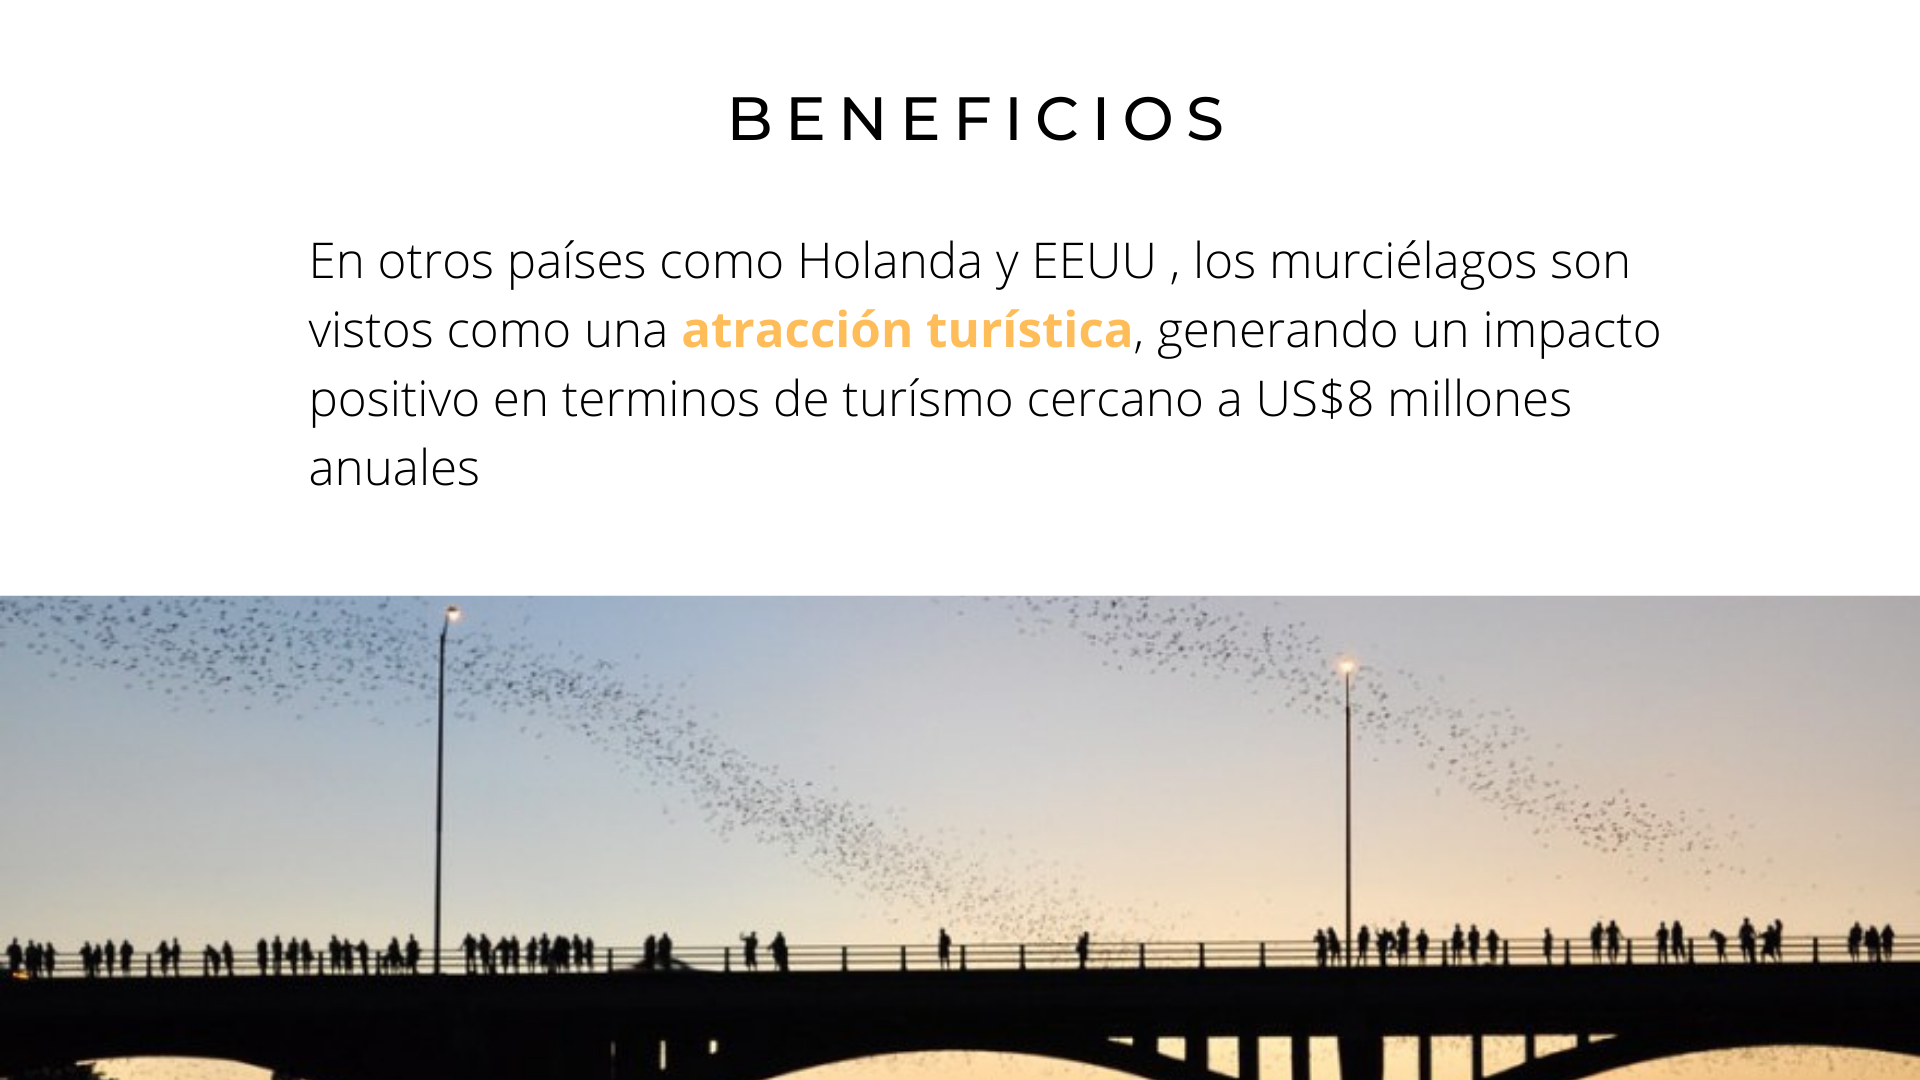 BENEFICIOS
En otros países como Holanda y EEUU , los murciélagos son
vistos como una atracción turística, generando un impacto
positivo en terminos de turísmo cercano a US$8 millones
anuales